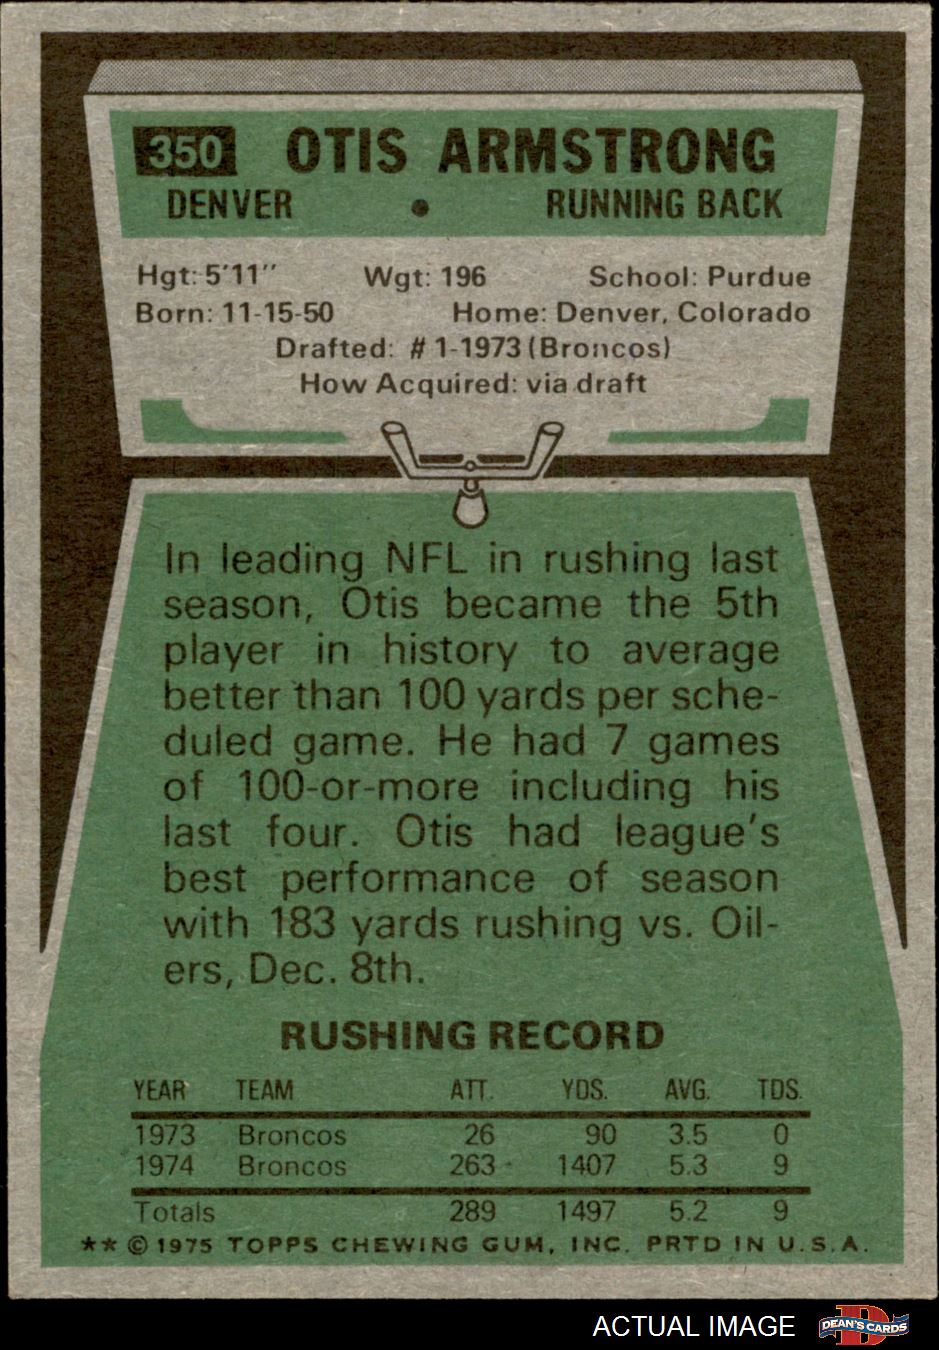 350 OTIS ARMSTRONG
DENVER • RUNNING BACK
Hgt: 5'11" Wgt: 196 School: Purdue
Born: 11-15-50 Home: Denver, Colorado
Drafted: #1-1973 (Broncos)
How Acquired: via draft
In leading NFL in rushing last
season, Otis became the 5th
player in history to average
better than 100 yards per sche-
duled game. He had 7 games
of 100-or-more including his
last four. Otis had league's
best performance of season
with 183 yards rushing vs. Oil-
ers, Dec. 8th.
RUSHING RECORD
YEAR TEAM ATT. YDS. AVG. TDS.
1973 Broncos 26 90 3.5 0
1974 Broncos 263 1407 5.3 9
Totals 289 1497 5.2 9
** © 1975 TOPPS CHEWING GUM, INC. PRTD IN U.S.A.
ACTUAL IMAGE DEAN'S CARDS